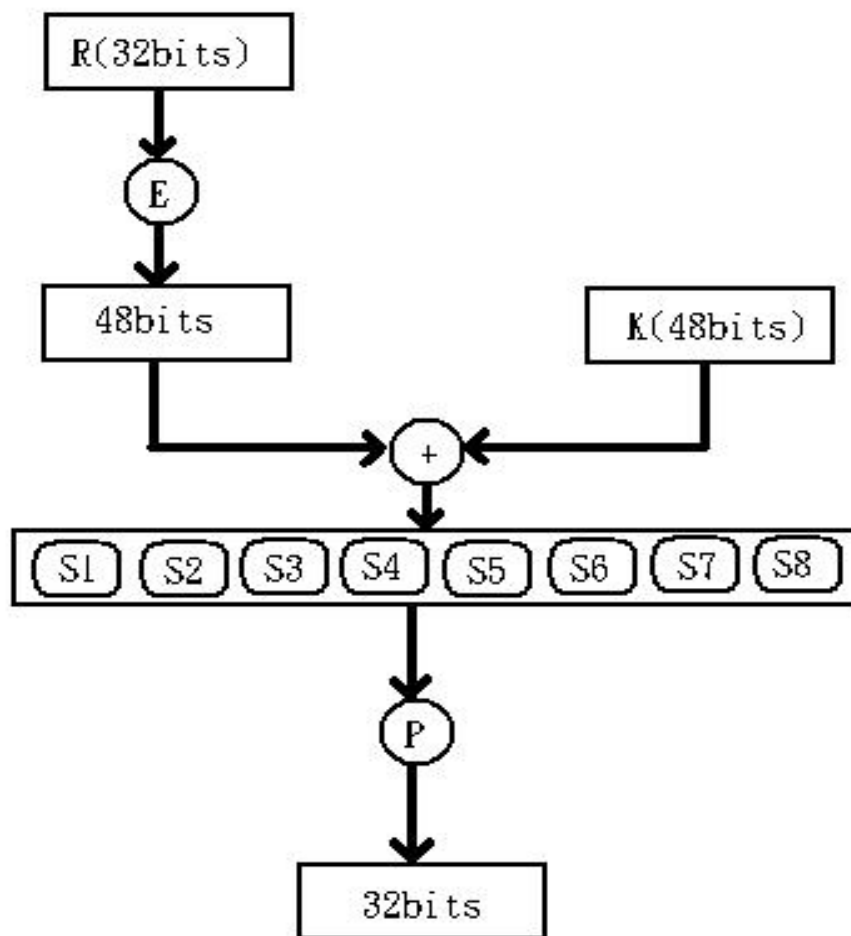 R(32bits)
E
48bits
K(48bits)
+
S1 S2 S3 S4 S5 S6 S7 S8
P
32bits